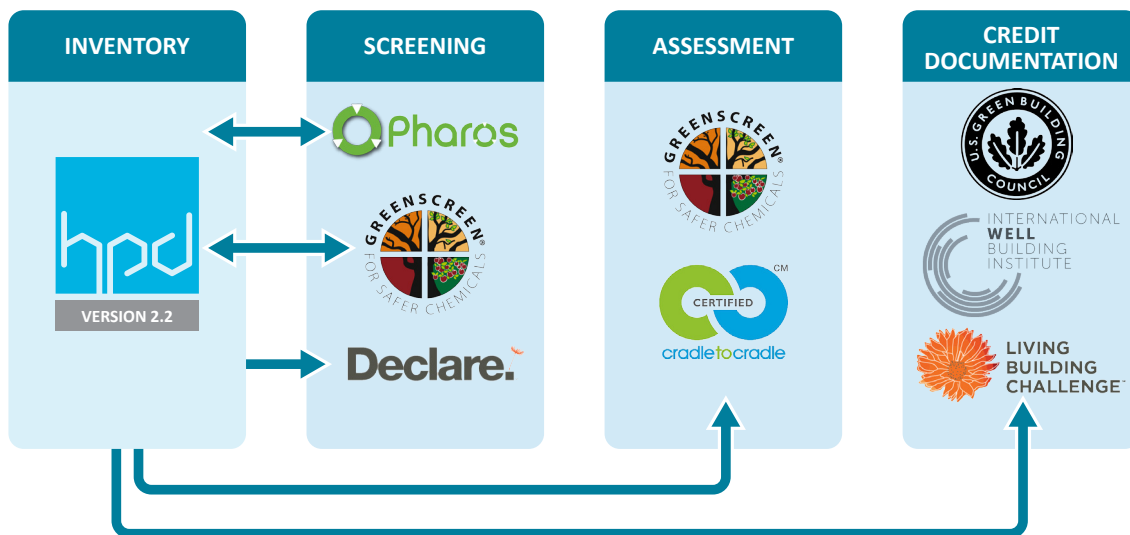 INVENTORY
hpd
VERSION 2.2
SCREENING
Pharos
GREENSCREEN®
FOR SAFER CHEMICALS
Declare.
ASSESSMENT
GREENSCREEN®
FOR SAFER CHEMICALS
CM
CERTIFIED
cradletocradle
CREDIT
DOCUMENTATION
U.S. GREEN BUILDING
COUNCIL
INTERNATIONAL
WELL
BUILDING
INSTITUTE
LIVING
BUILDING
CHALLENGE™